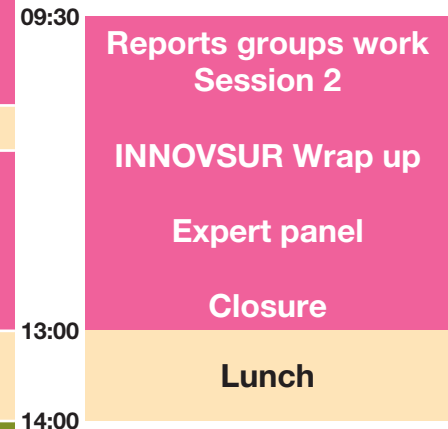 09:30
Reports groups work
Session 2
INNOVSUR Wrap up
Expert panel
Closure
13:00
Lunch
14:00